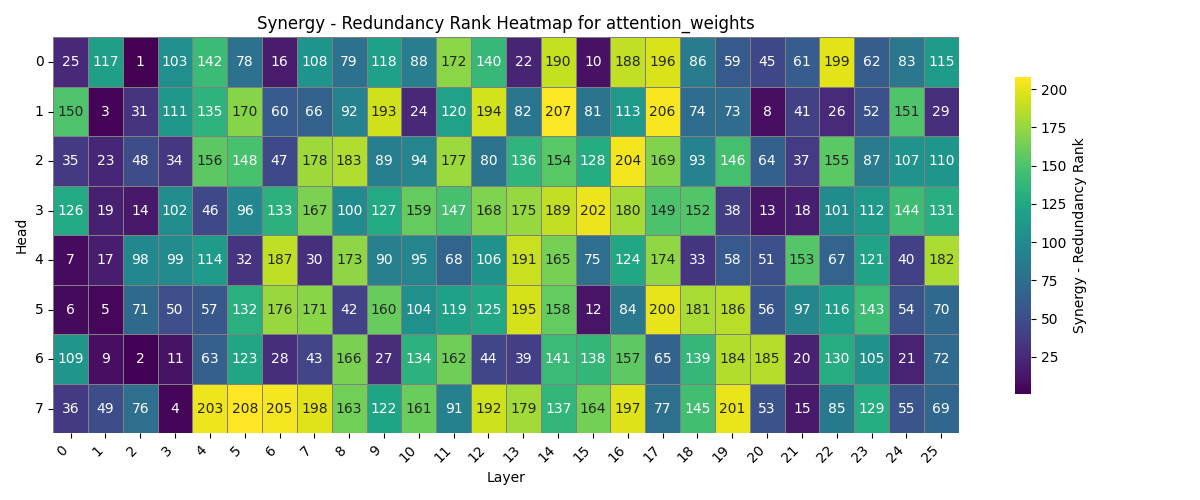 Synergy - Redundancy Rank Heatmap for attention_weights
Head
0 25 117 1 103 142 78 16 108 79 118 88 172 140 22 190 10 188 196 86 59 45 61 199 62 83 115
1 150 3 31 111 135 170 60 66 92 193 24 120 194 82 207 81 113 206 74 73 8 41 26 52 151 29
2 35 23 48 34 156 148 47 178 183 89 94 177 80 136 154 128 204 169 93 146 64 37 155 87 107 110
3 126 19 14 102 46 96 133 167 100 127 159 147 168 175 189 202 180 149 152 38 13 18 101 112 144 131
4 7 17 98 99 114 32 187 30 173 90 95 68 106 191 165 75 124 174 33 58 51 153 67 121 40 182
5 6 5 71 50 57 132 176 171 42 160 104 119 125 195 158 12 84 200 181 186 56 97 116 143 54 70
6 109 9 2 11 63 123 28 43 166 27 134 162 44 39 141 138 157 65 139 184 185 20 130 105 21 72
7 36 49 76 4 203 208 205 198 163 122 161 91 192 179 137 164 197 77 145 201 53 15 85 129 55 69
0 1 2 3 4 5 6 7 8 9 10 11 12 13 14 15 16 17 18 19 20 21 22 23 24 25
Layer
200
175
150
125
100
75
50
25
Synergy - Redundancy Rank